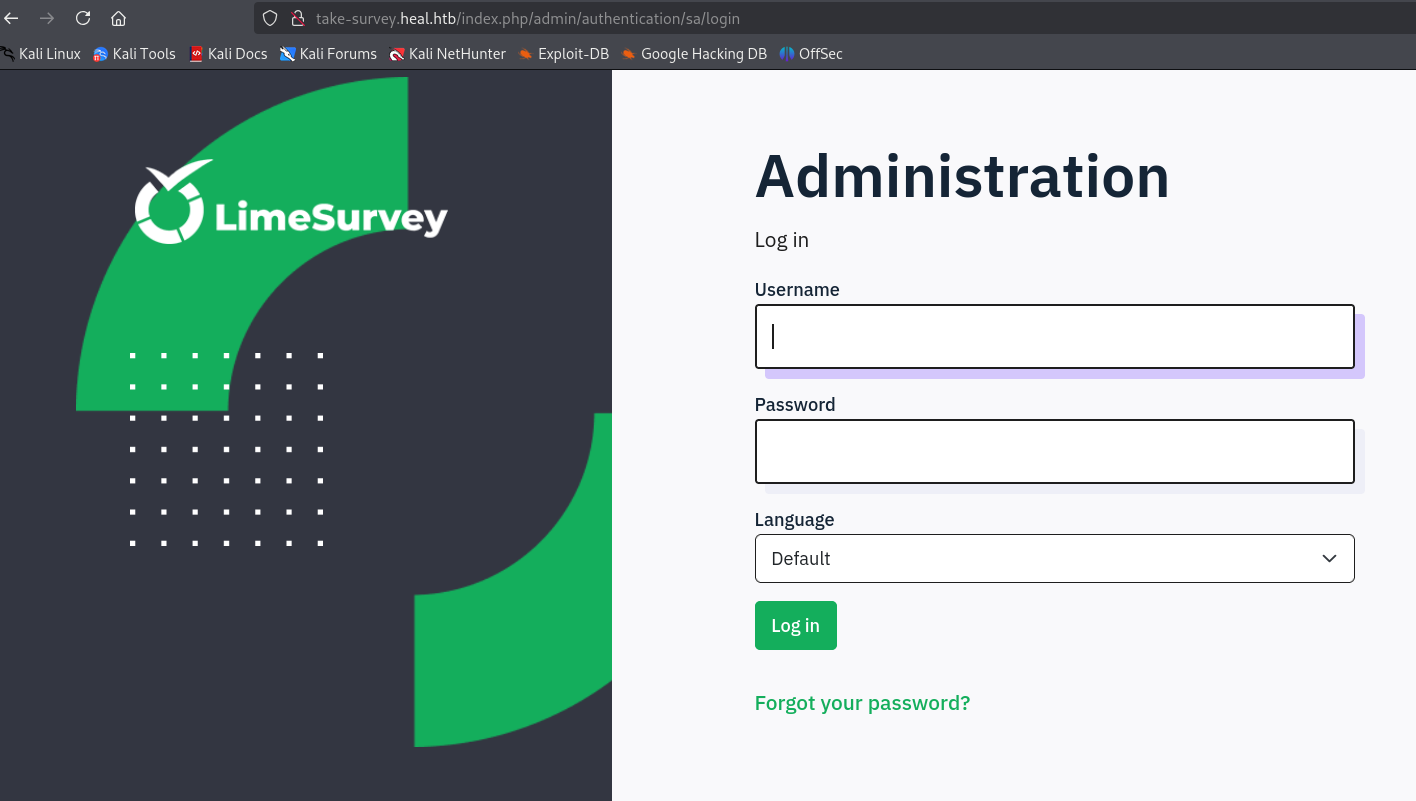 take-survey.heal.htb/index.php/admin/authentication/sa/login
Kali Linux Kali Tools Kali Docs Kali Forums Kali NetHunter Exploit-DB Google Hacking DB OffSec
LimeSurvey
Administration
Log in
Username
Password
Language
Default
Log in
Forgot your password?